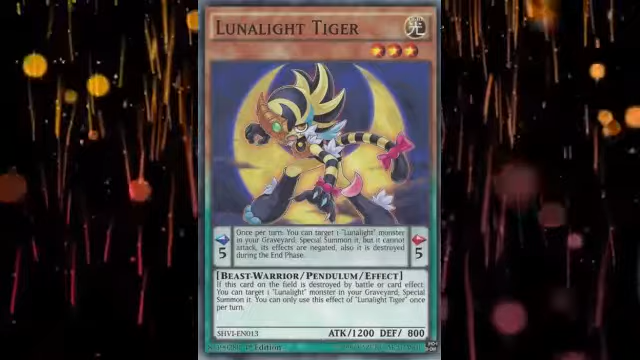 LUNALIGHT TIGER
光
Once per turn: You can target 1 "Lunalight" monster
in your Graveyard; Special Summon it, but it cannot
attack, its effects are negated, also it is destroyed
during the End Phase.
5
5
[BEAST-WARRIOR/PENDULUM/EFFECT]
If this card on the field is destroyed by battle or card effect:
You can target 1 "Lunalight" monster in your Graveyard; Special
Summon it. You can only use this effect of "Lunalight Tiger" once
per turn.
SHVI-EN013
ATK/1200 DEF/ 800
1st Edition